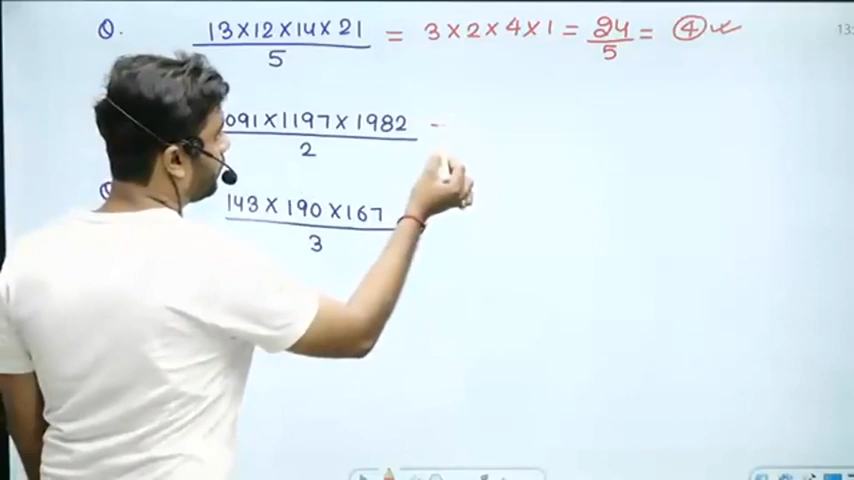 Q. 13×12×14×21 / 5 = 3×2×4×1 = 24/5 = ④
091×1197×1982 / 2
143×190×167 / 3